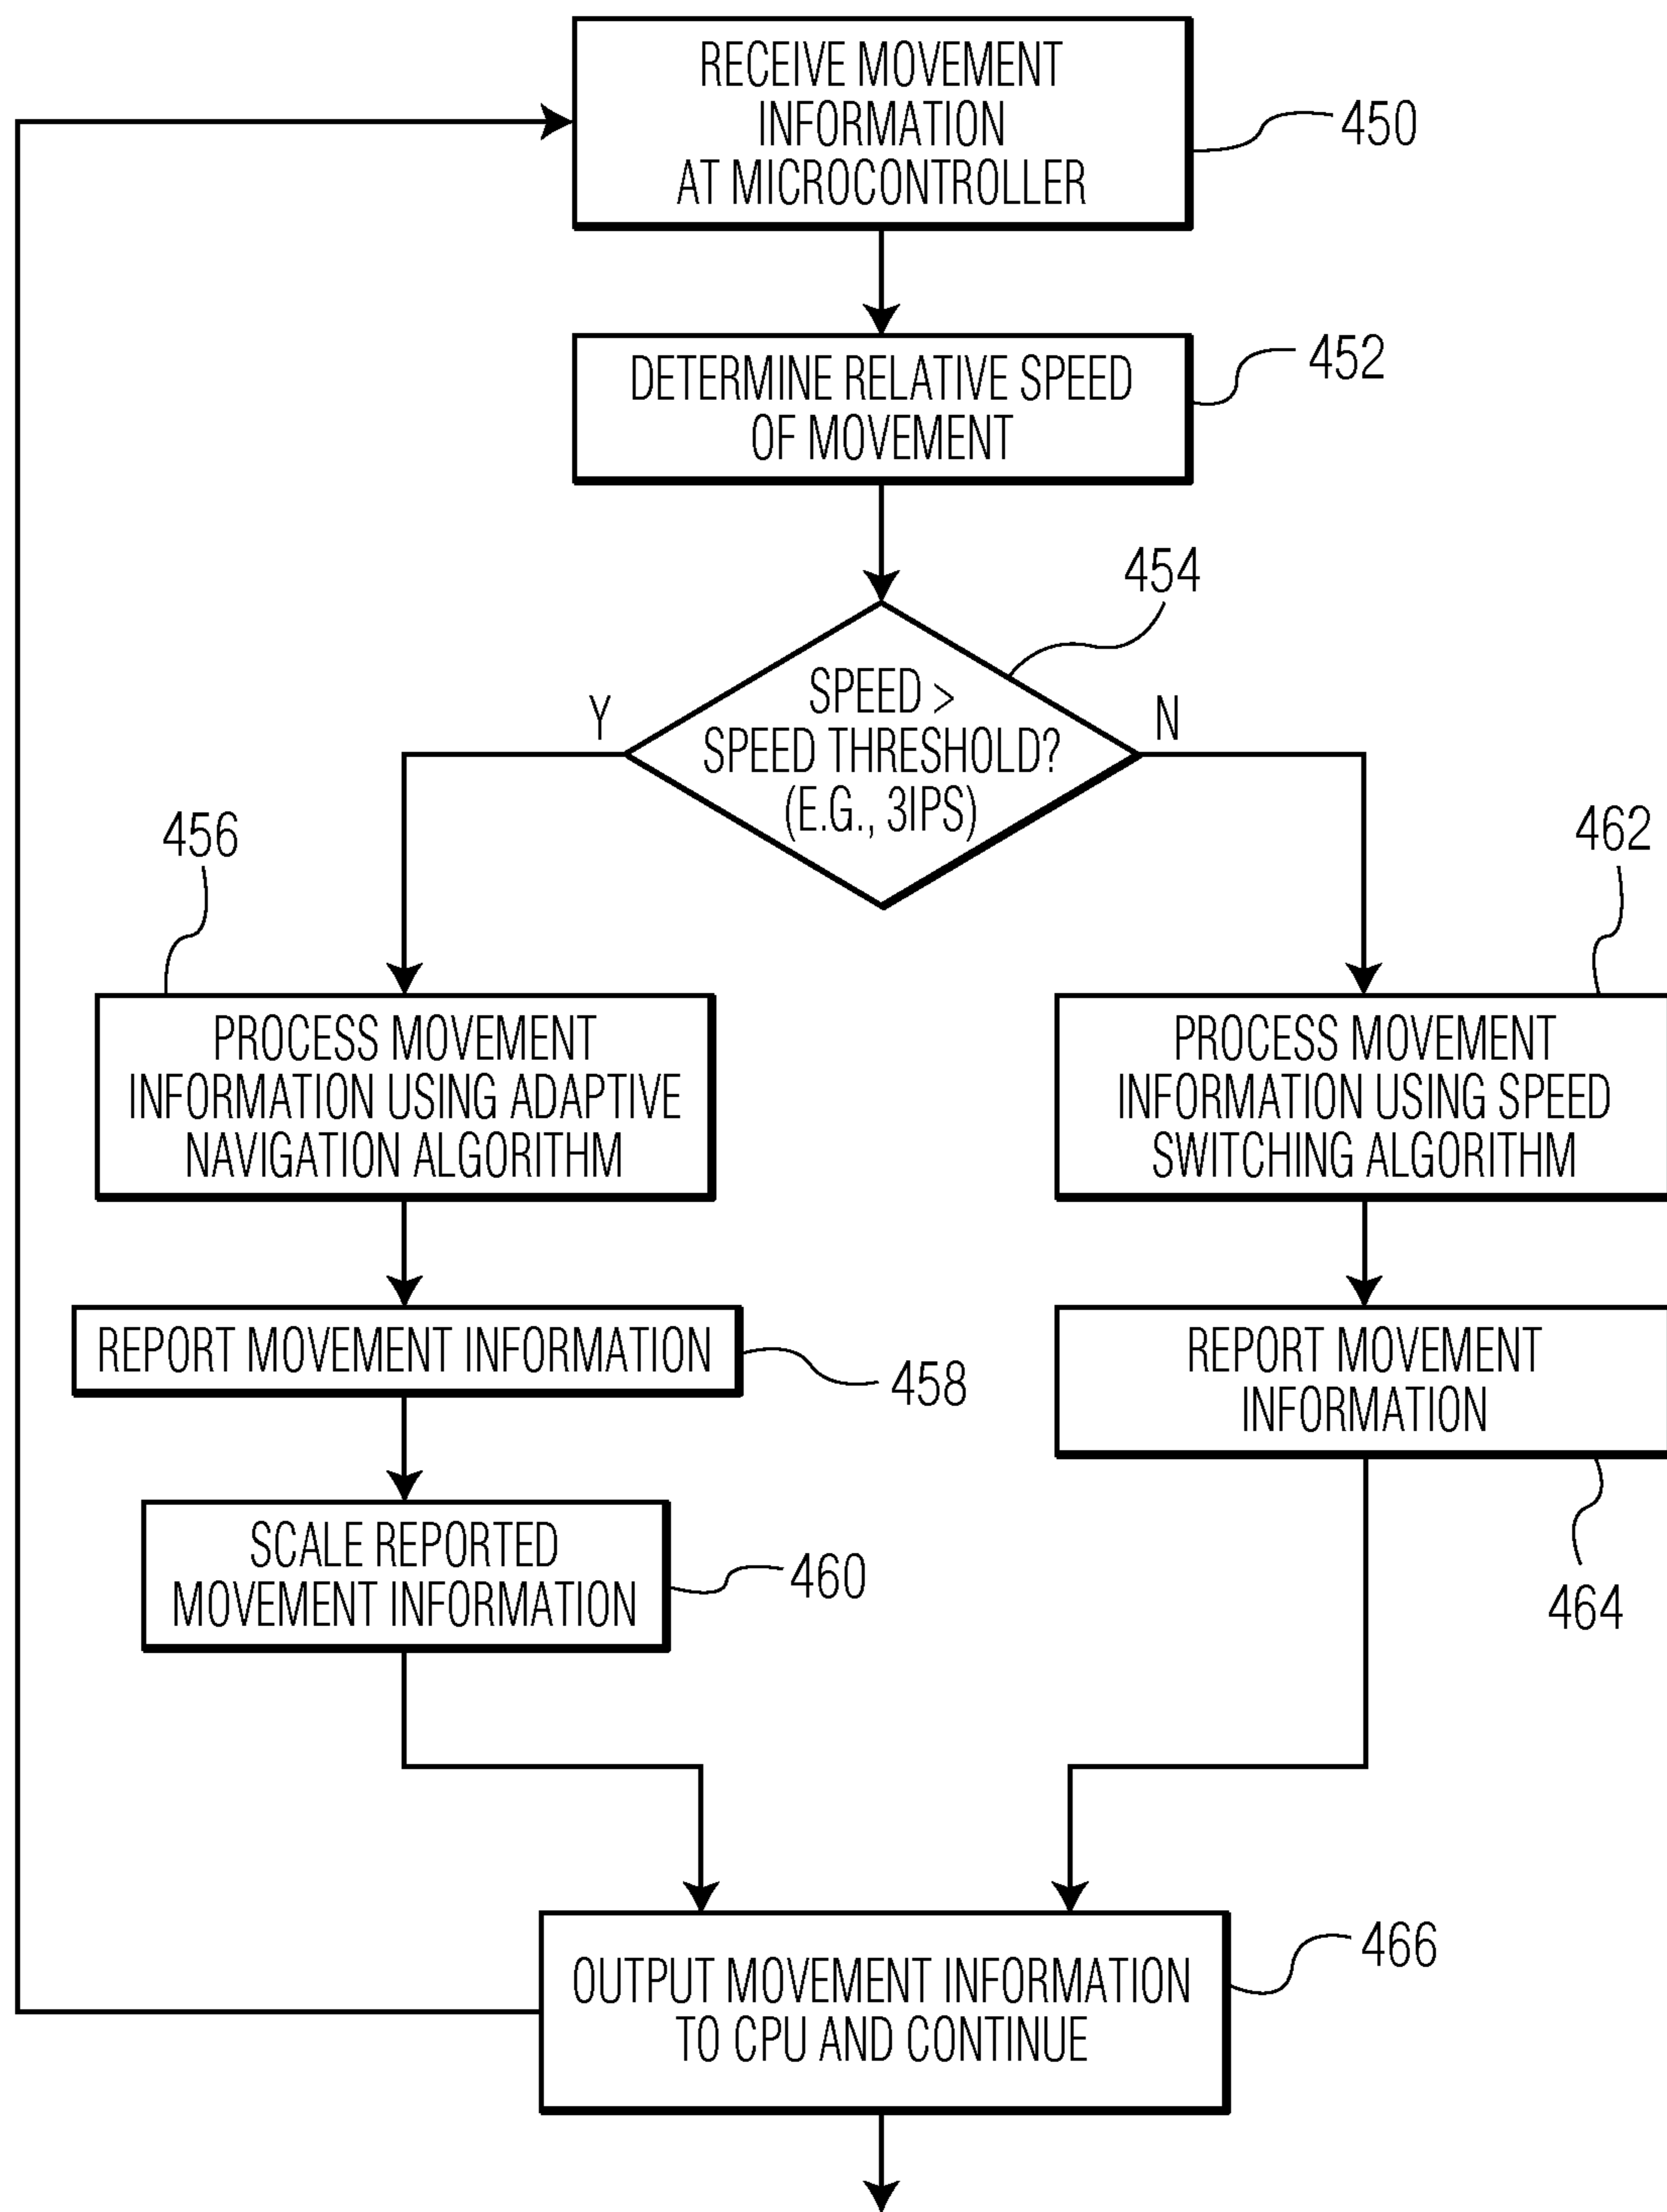 RECEIVE MOVEMENT
INFORMATION
AT MICROCONTROLLER
450
DETERMINE RELATIVE SPEED
OF MOVEMENT
452
454
SPEED >
SPEED THRESHOLD?
(E.G., 3IPS)
Y
N
456
PROCESS MOVEMENT
INFORMATION USING ADAPTIVE
NAVIGATION ALGORITHM
462
PROCESS MOVEMENT
INFORMATION USING SPEED
SWITCHING ALGORITHM
REPORT MOVEMENT INFORMATION
458
REPORT MOVEMENT
INFORMATION
464
SCALE REPORTED
MOVEMENT INFORMATION
460
OUTPUT MOVEMENT INFORMATION
TO CPU AND CONTINUE
466